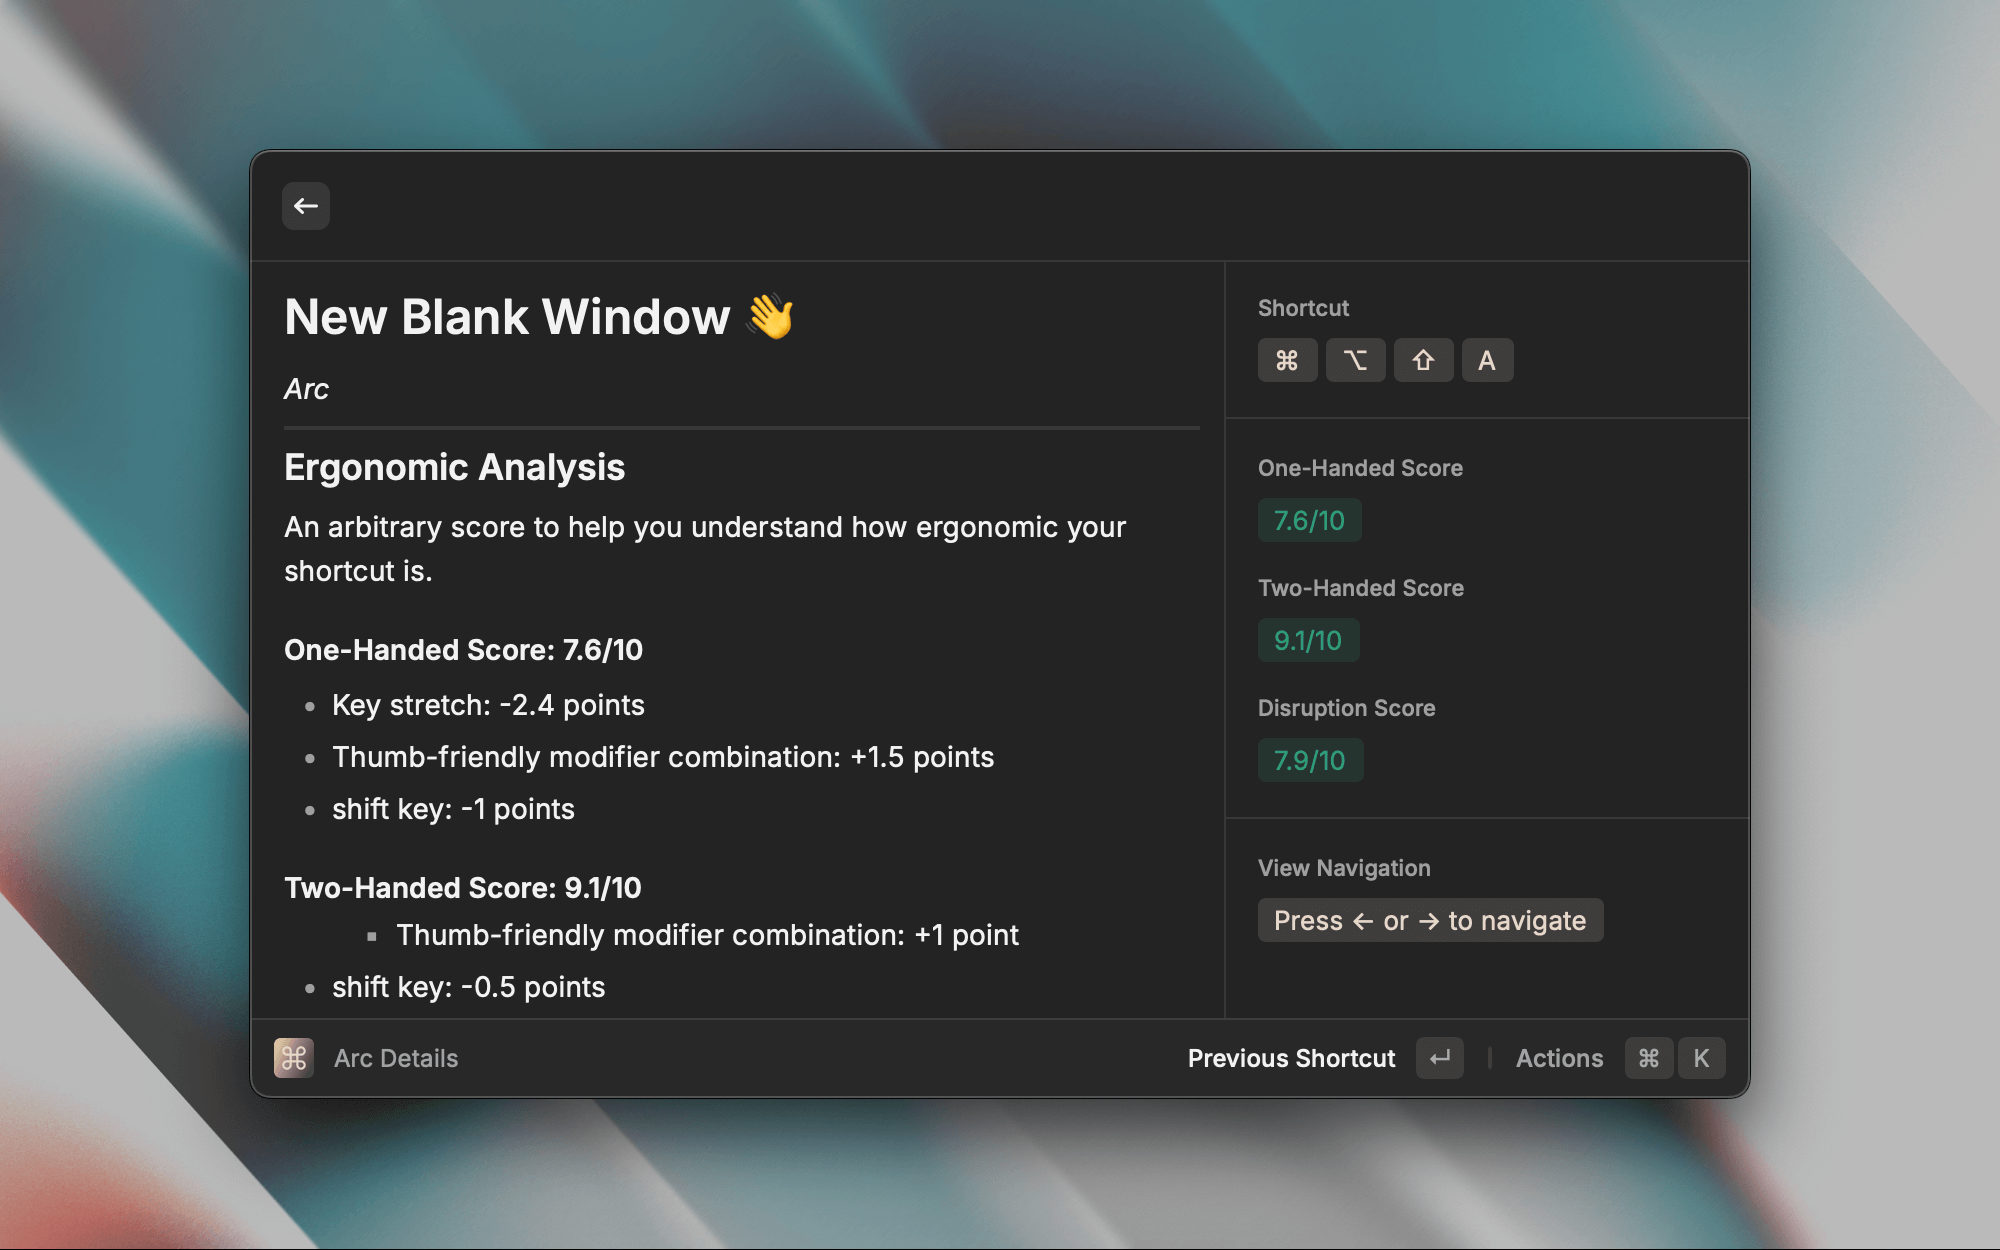 New Blank Window 👋
Arc
Ergonomic Analysis
An arbitrary score to help you understand how ergonomic your
shortcut is.
One-Handed Score: 7.6/10
• Key stretch: -2.4 points
• Thumb-friendly modifier combination: +1.5 points
• shift key: -1 points
Two-Handed Score: 9.1/10
▪ Thumb-friendly modifier combination: +1 point
• shift key: -0.5 points
Shortcut
⌘ ⌥ ⇧ A
One-Handed Score
7.6/10
Two-Handed Score
9.1/10
Disruption Score
7.9/10
View Navigation
Press ← or → to navigate
⌘ Arc Details
Previous Shortcut ↵ | Actions ⌘ K